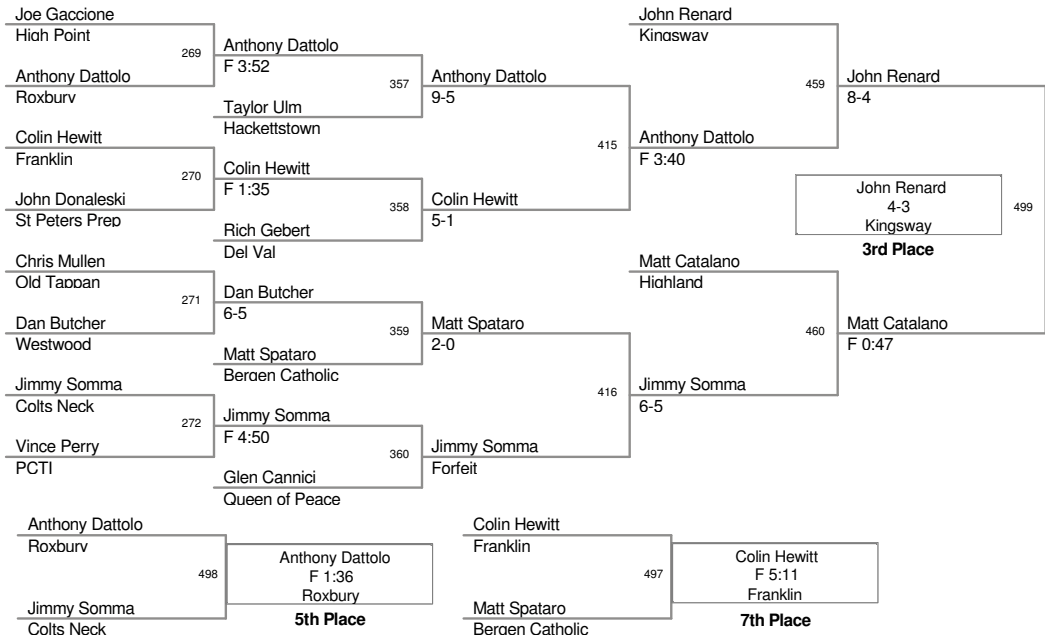 Joe Gaccione
High Point
269
Anthony Dattolo
Roxbury
Colin Hewitt
Franklin
270
John Donaleski
St Peters Prep
Chris Mullen
Old Tappan
271
Dan Butcher
Westwood
Jimmy Somma
Colts Neck
272
Vince Perry
PCTI
Anthony Dattolo
F 3:52
357
Taylor Ulm
Hackettstown
Colin Hewitt
F 1:35
358
Rich Gebert
Del Val
Dan Butcher
6-5
359
Matt Spataro
Bergen Catholic
Jimmy Somma
F 4:50
360
Glen Cannici
Queen of Peace
Anthony Dattolo
9-5
415
Colin Hewitt
5-1
Matt Spataro
2-0
416
Jimmy Somma
Forfeit
John Renard
Kingsway
459
Anthony Dattolo
F 3:40
Matt Catalano
Highland
460
Jimmy Somma
6-5
John Renard
8-4
John Renard
4-3
Kingsway
499
3rd Place
Matt Catalano
F 0:47
Anthony Dattolo
Roxbury
498
Jimmy Somma
Colts Neck
Anthony Dattolo
F 1:36
Roxbury
5th Place
Colin Hewitt
Franklin
497
Matt Spataro
Bergen Catholic
Colin Hewitt
F 5:11
Franklin
7th Place